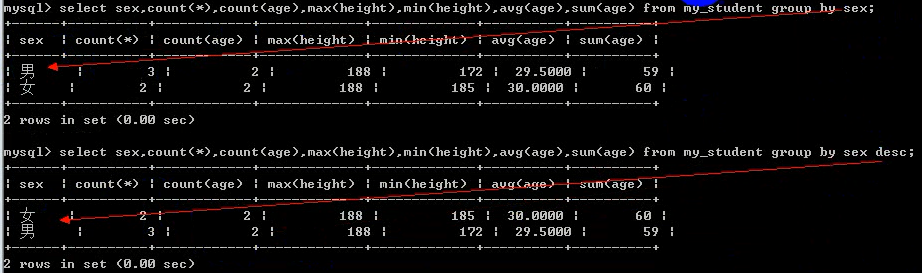 mysql> select sex,count(*),count(age),max(height),min(height),avg(age),sum(age) from my_student group by sex;
+------+----------+------------+-------------+-------------+----------+----------+
| sex | count(*) | count(age) | max(height) | min(height) | avg(age) | sum(age) |
+------+----------+------------+-------------+-------------+----------+----------+
| 男 | 3 | 2 | 188 | 172 | 29.5000 | 59 |
| 女 | 2 | 2 | 188 | 185 | 30.0000 | 60 |
+------+----------+------------+-------------+-------------+----------+----------+
2 rows in set (0.00 sec)
mysql> select sex,count(*),count(age),max(height),min(height),avg(age),sum(age) from my_student group by sex desc;
+------+----------+------------+-------------+-------------+----------+----------+
| sex | count(*) | count(age) | max(height) | min(height) | avg(age) | sum(age) |
+------+----------+------------+-------------+-------------+----------+----------+
| 女 | 2 | 2 | 188 | 185 | 30.0000 | 60 |
| 男 | 3 | 2 | 188 | 172 | 29.5000 | 59 |
+------+----------+------------+-------------+-------------+----------+----------+
2 rows in set (0.00 sec)